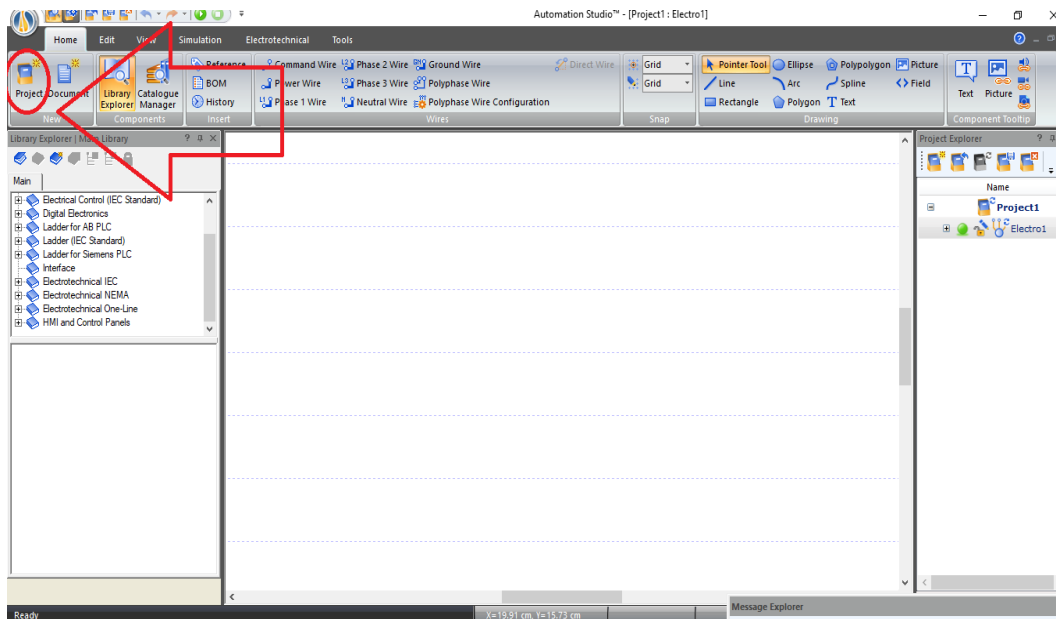 Automation Studio™ - [Project1 : Electro1]
Home Edit View Simulation Electrotechnical Tools
Project Document
New
Library Explorer
Catalogue Manager
Components
Reference
BOM
History
Insert
Command Wire Phase 2 Wire Ground Wire Direct Wire
Power Wire Phase 3 Wire Polyphase Wire
Phase 1 Wire Neutral Wire Polyphase Wire Configuration
Wires
Grid
Grid
Snap
Pointer Tool Ellipse Polypolygon Picture
Line Arc Spline Field
Rectangle Polygon Text
Drawing
Text Picture
Component Tooltip
Library Explorer | Main Library
Main
Electrical Control (IEC Standard)
Digital Electronics
Ladder for AB PLC
Ladder (IEC Standard)
Ladder for Siemens PLC
Interface
Electrotechnical IEC
Electrotechnical NEMA
Electrotechnical One-Line
HMI and Control Panels
Project Explorer
Name
Project1
Electro1
Message Explorer
Ready
X=19.91 cm, Y=15.73 cm